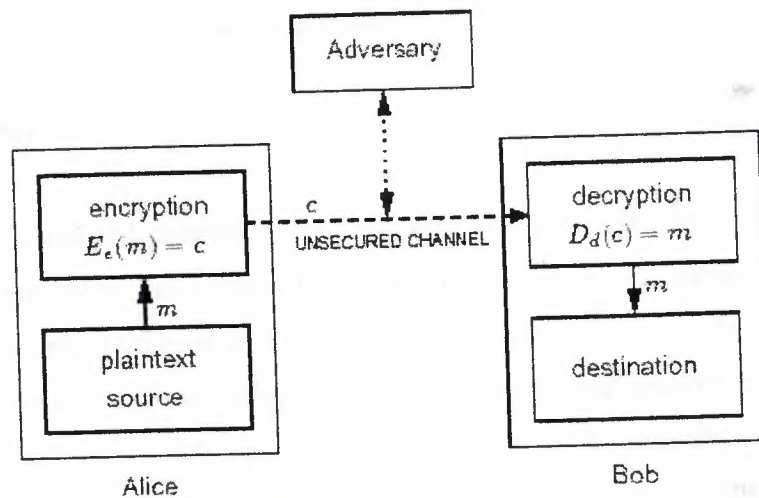 Adversary
encryption
E_e(m) = c
m
plaintext
source
Alice
c
UNSECURED CHANNEL
decryption
D_d(c) = m
m
destination
Bob